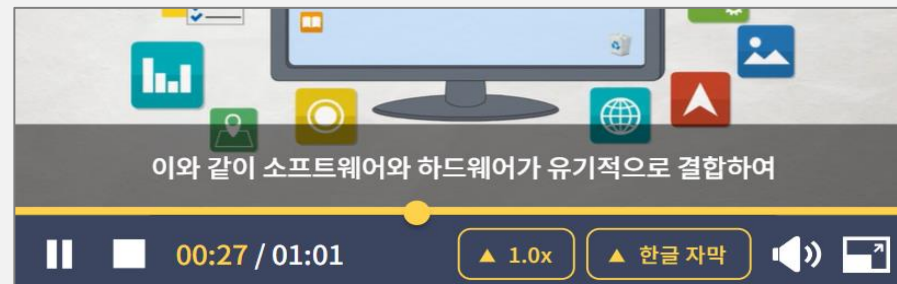 이와 같이 소프트웨어와 하드웨어가 유기적으로 결합하여
00:27 / 01:01 ▲ 1.0x ▲ 한글 자막